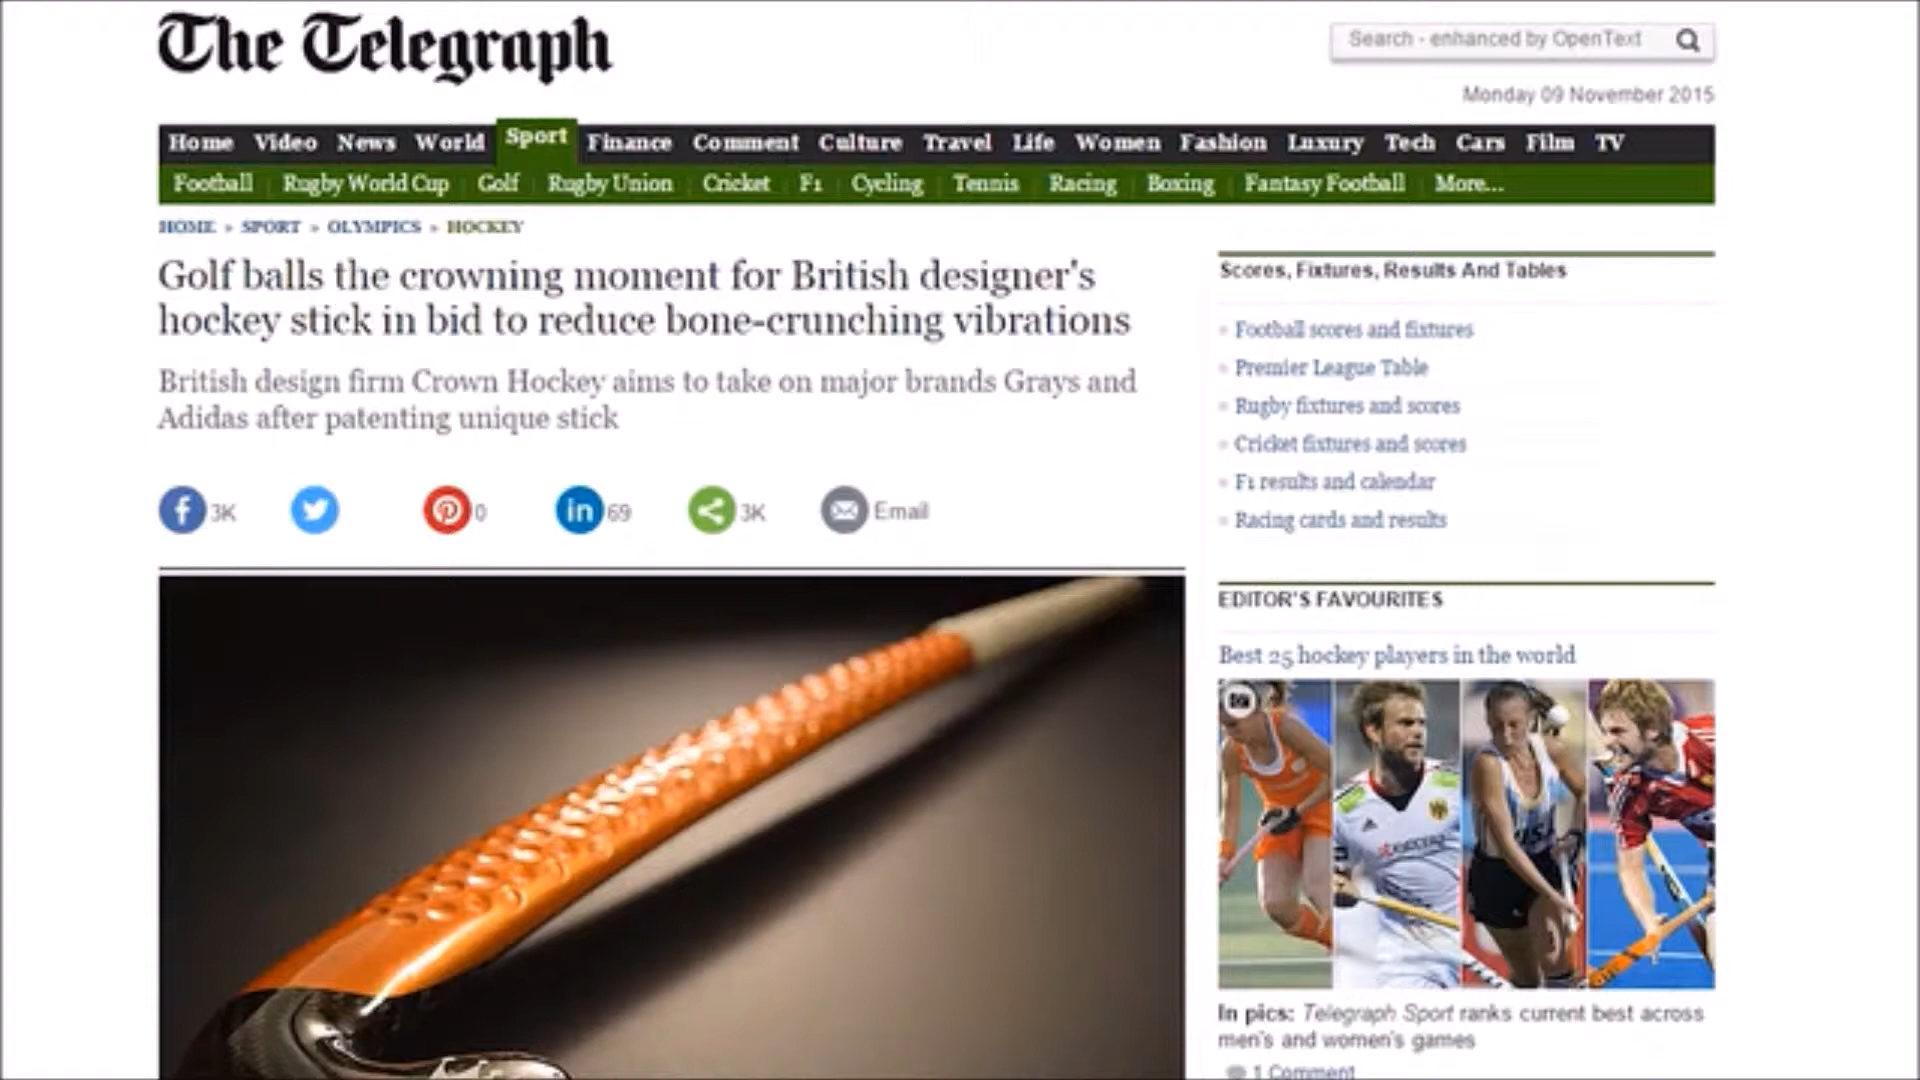 The Telegraph
Search - enhanced by OpenText
Monday 09 November 2015
Home Video News World Sport Finance Comment Culture Travel Life Women Fashion Luxury Tech Cars Film TV
Football Rugby World Cup Golf Rugby Union Cricket F1 Cycling Tennis Racing Boxing Fantasy Football More...
HOME » SPORT » OLYMPICS » HOCKEY
Golf balls the crowning moment for British designer's
hockey stick in bid to reduce bone-crunching vibrations
British design firm Crown Hockey aims to take on major brands Grays and
Adidas after patenting unique stick
3K 0 in 69 3K Email
Scores, Fixtures, Results And Tables
Football scores and fixtures
Premier League Table
Rugby fixtures and scores
Cricket fixtures and scores
F1 results and calendar
Racing cards and results
EDITOR'S FAVOURITES
Best 25 hockey players in the world
VISA
In pics: Telegraph Sport ranks current best across
men's and women's games
1 Comment